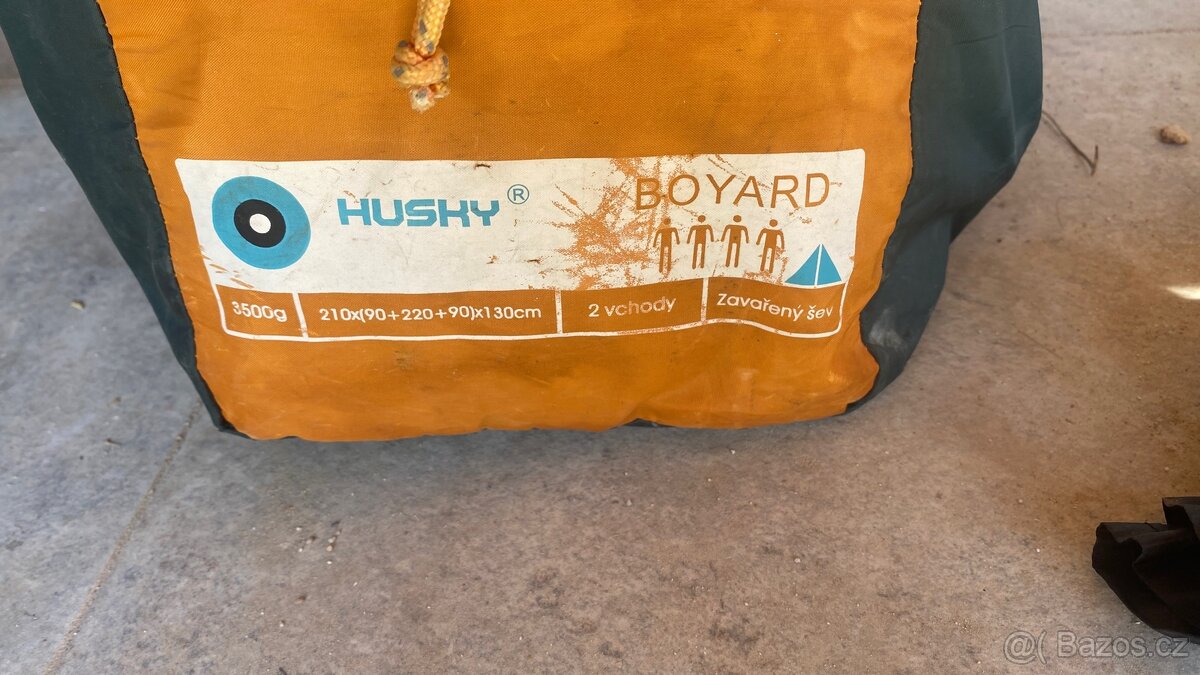 HUSKY ®
BOYARD
3500g 210x(90+220+90)x130cm 2 vchody Zavařený šev
@( Bazos.cz